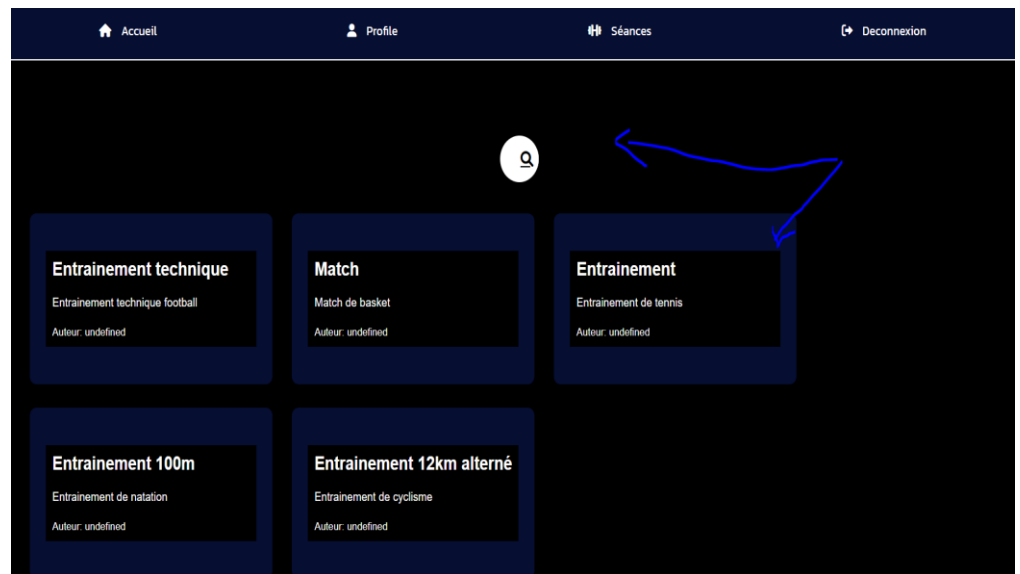 Accueil Profile Séances Deconnexion
Entrainement technique
Entrainement technique football
Auteur: undefined
Match
Match de basket
Auteur: undefined
Entrainement
Entrainement de tennis
Auteur: undefined
Entrainement 100m
Entrainement de natation
Auteur: undefined
Entrainement 12km alterné
Entrainement de cyclisme
Auteur: undefined